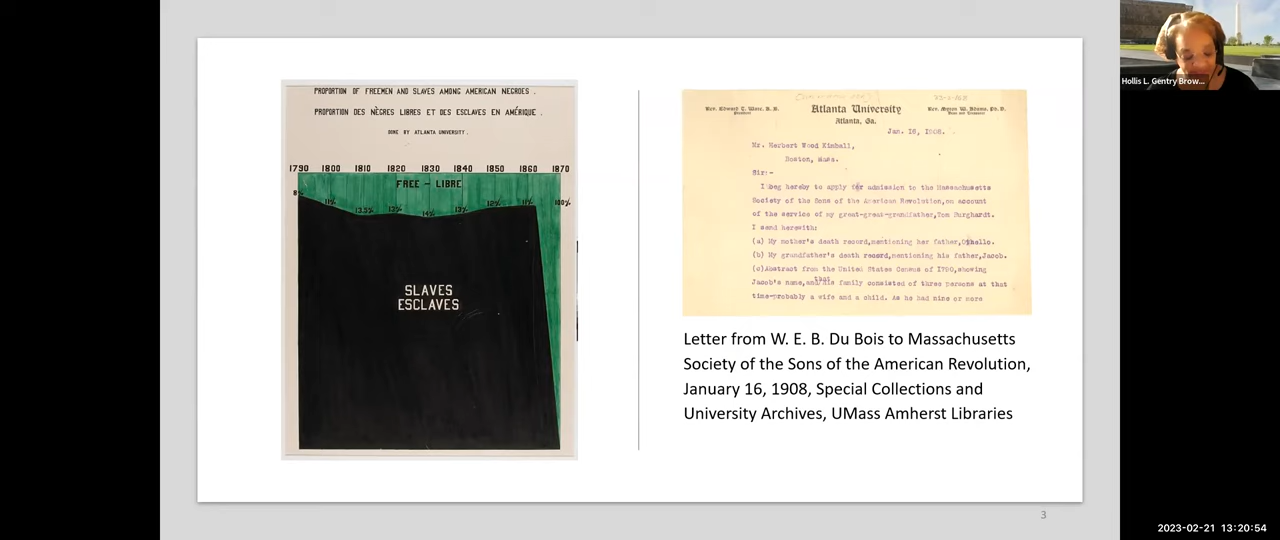 PROPORTION OF FREEMEN AND SLAVES AMONG AMERICAN NEGROES .
PROPORTION DES NÈGRES LIBRES ET DES ESCLAVES EN AMÉRIQUE .
DONE BY ATLANTA UNIVERSITY .
1790 1800 1810 1820 1830 1840 1850 1860 1870
FREE – LIBRE
8% 11% 13.5% 13% 14% 13% 12% 11% 100%
SLAVES
ESCLAVES
Rev. Edward T. Ware, A. B.
President
Atlanta University
Atlanta, Ga.
Rev. Myron W. Adams, Ph. D.
Jan. 16, 1908.
Mr. Herbert Wood Kimball,
Boston, Mass.
Sir:-
I beg hereby to apply for admission to the Massachusetts
Society of the Sons of the American Revolution,on account
of the service of my great-great-grandfather,Tom Burghardt.
I send herewith:
(a) My mother's death record,mentioning her father,Othello.
(b) My grandfather's death record,mentioning his father,Jacob.
(c)Abstract from the United States Census of 1790,showing
Jacob's name,and that his family consisted of three persons at that
time-probably a wife and a child. As he had nine or more
Letter from W. E. B. Du Bois to Massachusetts
Society of the Sons of the American Revolution,
January 16, 1908, Special Collections and
University Archives, UMass Amherst Libraries
3
Hollis L. Gentry Brow...
2023-02-21 13:20:54